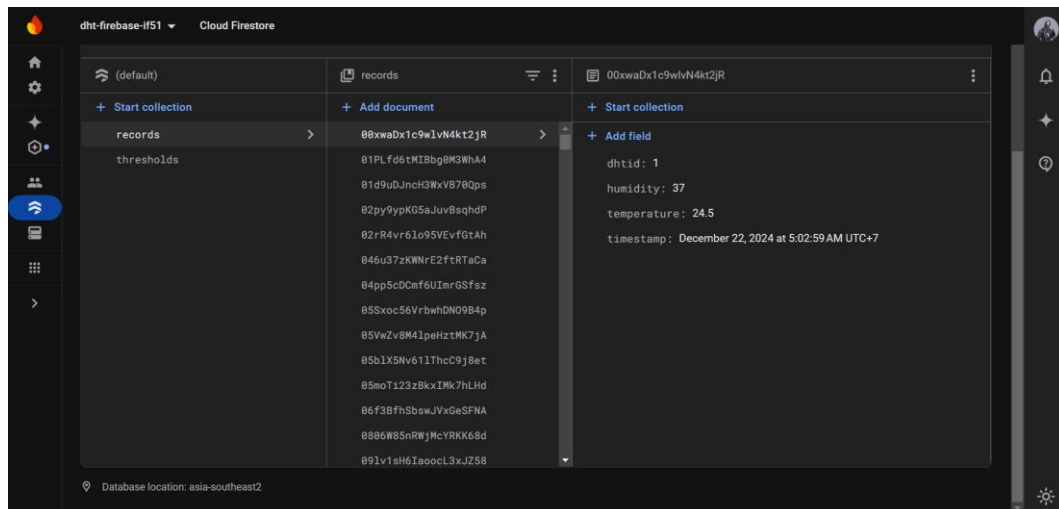 dht-firebase-if51
Cloud Firestore
(default)
+ Start collection
records
thresholds
records
+ Add document
00xwaDx1c9wlvN4kt2jR
01PLfd6tMIBbg0M3WhA4
01d9uDJncH3WxVB70Qps
02py9ypKG5aJuvBsqhdP
02rR4vr6lo95VEvfGtAh
046u37zKWNrE2ftRTaCa
04pp5cDCmf6UImrGSfsz
05Sxoc56VrbwhDNO9B4p
05VwZv8M4lpeHztMK7jA
05blX5Nv61lThcC9j8et
05moTi23zBkxIMk7hLHd
06f3BfhSbswJVxGeSFNA
0806W85nRWjMcYRKK68d
09lv1sH6IaoocL3xJZ58
00xwaDx1c9wlvN4kt2jR
+ Start collection
+ Add field
dhtid: 1
humidity: 37
temperature: 24.5
timestamp: December 22, 2024 at 5:02:59 AM UTC+7
Database location: asia-southeast2